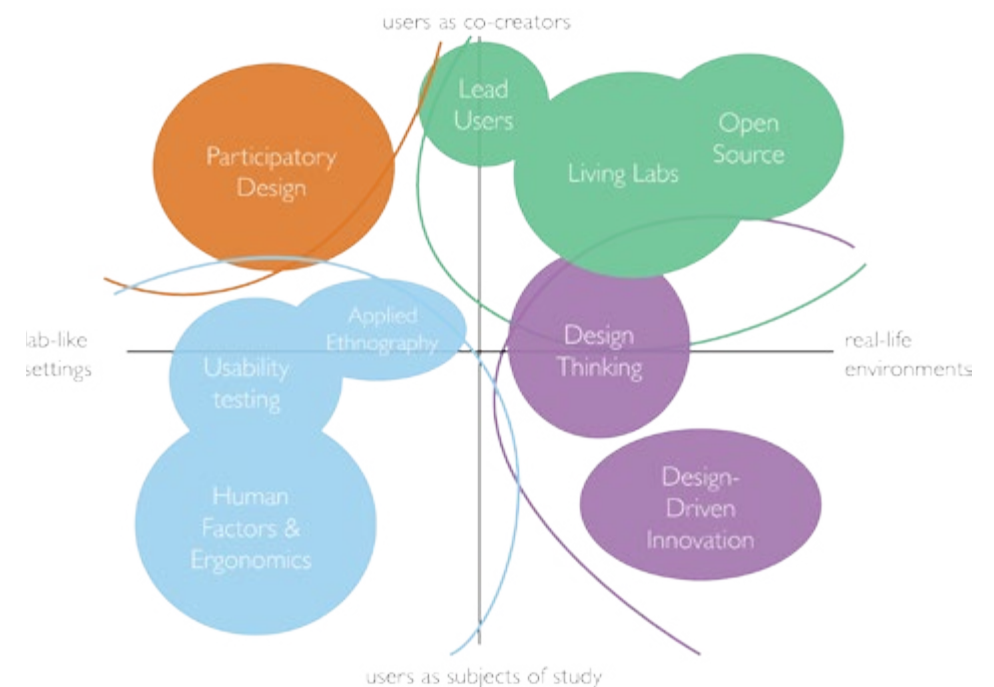 users as co-creators
Lead
Users
Open
Source
Participatory
Design
Living Labs
Applied
Ethnography
lab-like
settings
Usability
testing
Design
Thinking
real-life
environments
Human
Factors &
Ergonomics
Design-
Driven
Innovation
users as subjects of study